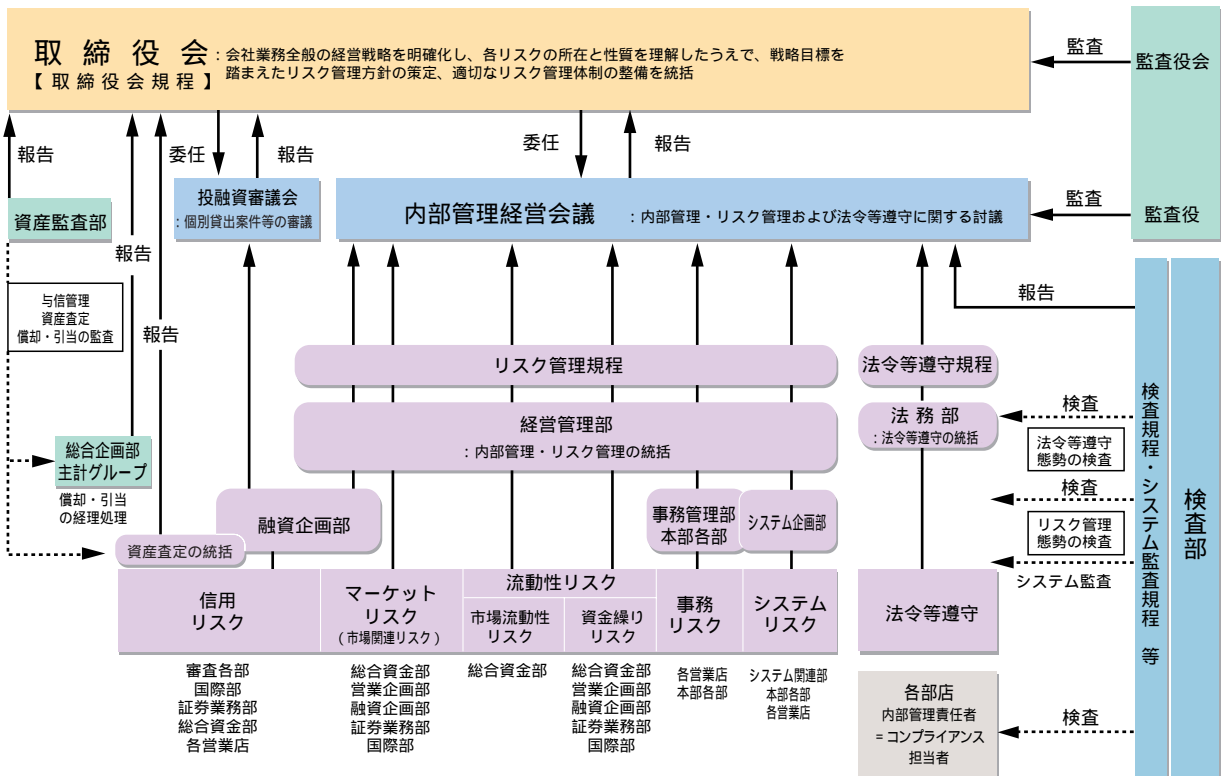 取締役会
【取締役会規程】
：会社業務全般の経営戦略を明確化し、各リスクの所在と性質を理解したうえで、戦略目標を
踏まえたリスク管理方針の策定、適切なリスク管理体制の整備を統括
監査
監査役会
報告
委任
報告
委任
報告
資産監査部
投融資審議会
：個別貸出案件等の審議
内部管理経営会議
：内部管理・リスク管理および法令等遵守に関する討議
監査
監査役
報告
与信管理
資産査定
償却・引当の監査
報告
報告
リスク管理規程
法令等遵守規程
経営管理部
：内部管理・リスク管理の統括
法務部
：法令等遵守の統括
検査
法令等遵守
態勢の検査
検査
リスク管理
態勢の検査
システム監査
検査規程・システム監査規程 等
検査部
総合企画部
主計グループ
償却・引当
の経理処理
融資企画部
資産査定の統括
事務管理部
本部各部
システム企画部
信用
リスク
マーケット
リスク
（市場関連リスク）
流動性リスク
市場流動性
リスク
資金繰り
リスク
事務
リスク
システム
リスク
法令等遵守
審査各部
国際部
証券業務部
総合資金部
各営業店
総合資金部
営業企画部
融資企画部
証券業務部
国際部
総合資金部
総合資金部
営業企画部
融資企画部
証券業務部
国際部
各営業店
本部各部
システム関連部
本部各部
各営業店
各部店
内部管理責任者
=コンプライアンス
担当者
検査